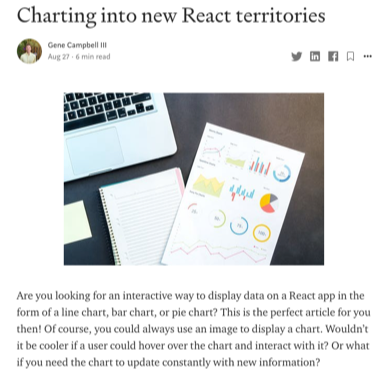 Charting into new React territories
Gene Campbell III
Aug 27 · 6 min read
Are you looking for an interactive way to display data on a React app in the
form of a line chart, bar chart, or pie chart? This is the perfect article for you
then! Of course, you could always use an image to display a chart. Wouldn't
it be cooler if a user could hover over the chart and interact with it? Or what
if you need the chart to update constantly with new information?